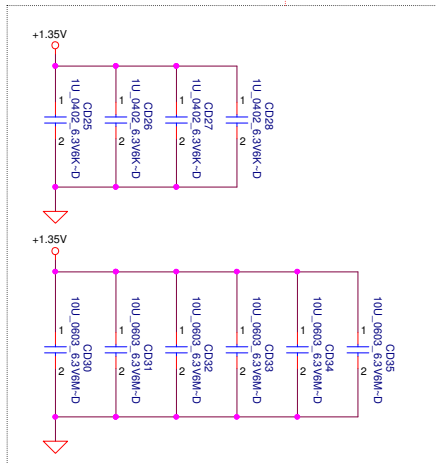 +1.35V
1
2
CD25
1U_0402_6.3V6K~D
1
2
CD26
1U_0402_6.3V6K~D
1
2
CD27
1U_0402_6.3V6K~D
1
2
CD28
1U_0402_6.3V6K~D
+1.35V
1
2
CD30
10U_0603_6.3V6M~D
1
2
CD31
10U_0603_6.3V6M~D
1
2
CD32
10U_0603_6.3V6M~D
1
2
CD33
10U_0603_6.3V6M~D
1
2
CD34
10U_0603_6.3V6M~D
1
2
CD35
10U_0603_6.3V6M~D